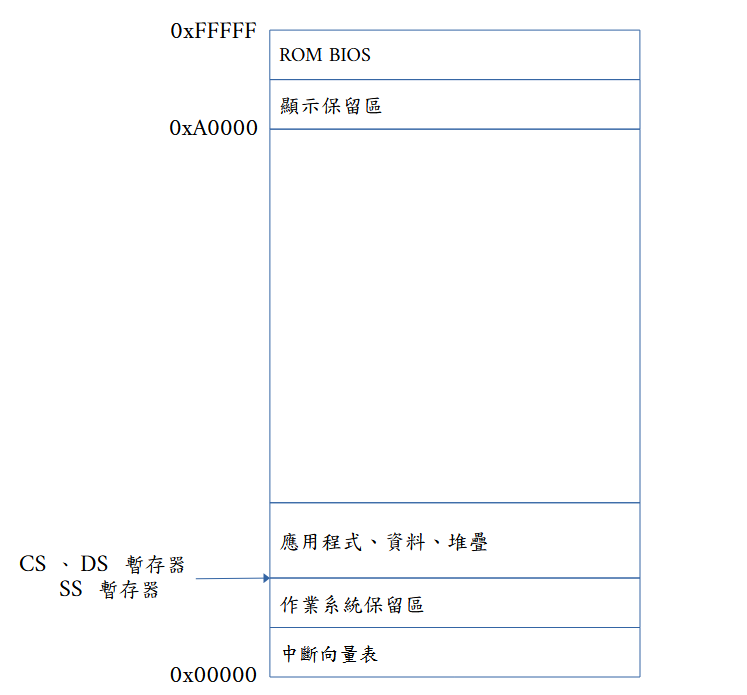 0xFFFFF
ROM BIOS
顯示保留區
0xA0000
應用程式、資料、堆疊
CS 、DS 暫存器
SS 暫存器
作業系統保留區
中斷向量表
0x00000